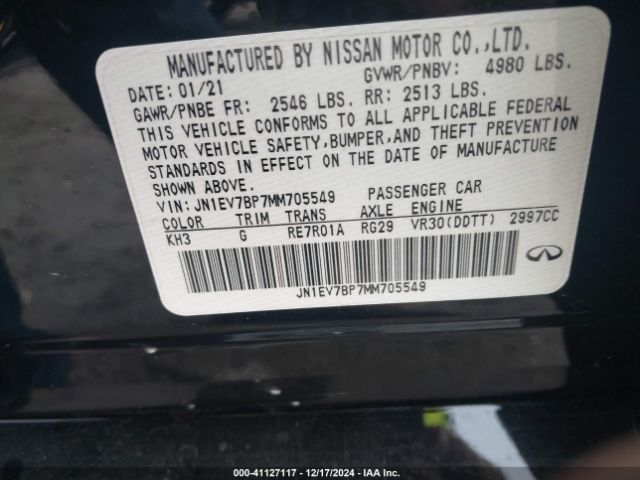 MANUFACTURED BY NISSAN MOTOR CO.,LTD.
DATE: 01/21 GVWR/PNBV: 4980 LBS.
GAWR/PNBE FR: 2546 LBS. RR: 2513 LBS.
THIS VEHICLE CONFORMS TO ALL APPLICABLE FEDERAL
MOTOR VEHICLE SAFETY,BUMPER,AND THEFT PREVENTION
STANDARDS IN EFFECT ON THE DATE OF MANUFACTURE
SHOWN ABOVE.
VIN: JN1EV7BP7MM705549 PASSENGER CAR
COLOR TRIM TRANS AXLE ENGINE
KH3 G RE7R01A RG29 VR30(DDTT) 2997CC
JN1EV7BP7MM705549
INFINITI
000-41127117 - 12/17/2024 - IAA Inc.